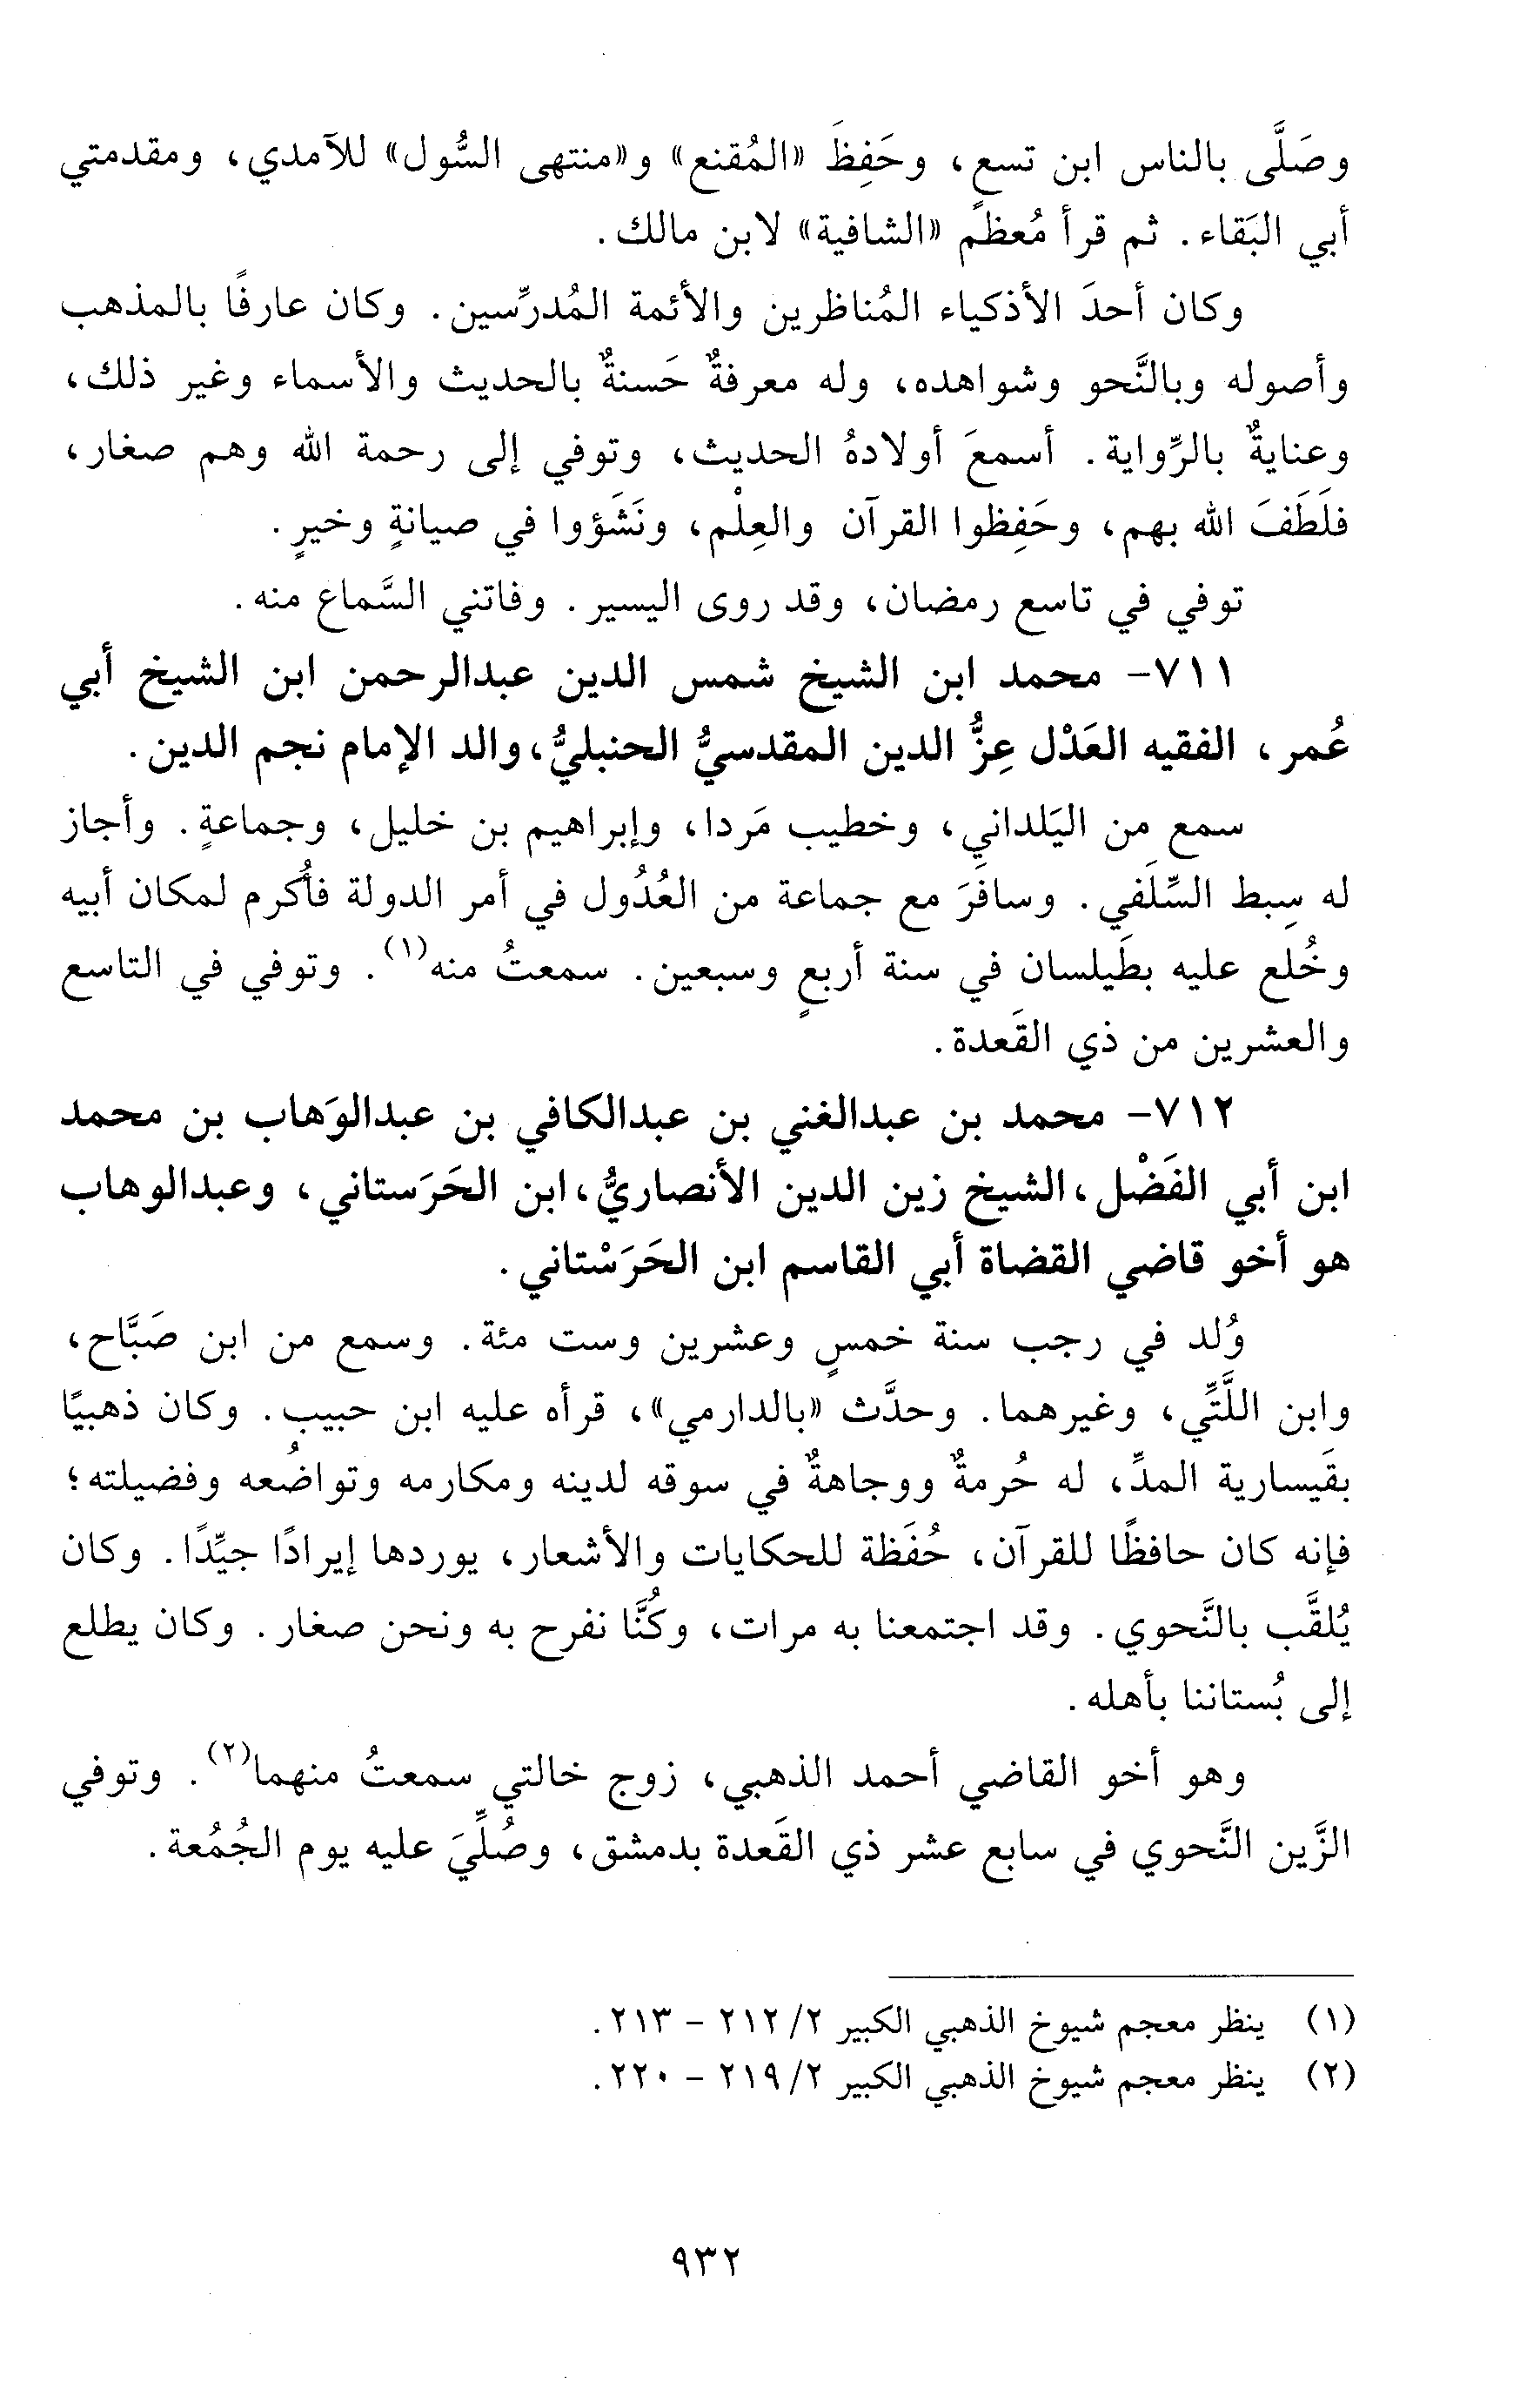 وصَلَّى بالناس ابن تسعٍ، وحَفِظَ «المُقنع» و«منتهى السُّول» للآمدي، ومقدمتي
أبي البَقاء. ثم قرأ مُعظمَ «الشافية» لابن مالك.
وكان أحدَ الأذكياء المُناظرين والأئمة المُدرِّسين. وكان عارفًا بالمذهب
وأصوله وبالنَّحو وشواهده، وله معرفةٌ حَسنةٌ بالحديث والأسماء وغير ذلك،
وعنايةٌ بالرِّواية. أسمعَ أولادهُ الحديث، وتوفي إلى رحمة الله وهم صغار،
فلَطَفَ الله بهم، وحَفِظوا القرآن والعِلْم، ونَشَؤوا في صيانةٍ وخيرٍ.
توفي في تاسع رمضان، وقد روى اليسير. وفاتني السَّماع منه.
٧١١- محمد ابن الشيخ شمس الدين عبدالرحمن ابن الشيخ أبي
عُمر، الفقيه العَدْل عِزُّ الدين المقدسيُّ الحنبليُّ، والد الإمام نجم الدين.
سمع من اليَلداني، وخطيب مَردا، وإبراهيم بن خليل، وجماعةٍ. وأجاز
له سِبط السِّلَفي. وسافرَ مع جماعة من العُدُول في أمر الدولة فأُكرم لمكان أبيه
وخُلع عليه بطَيلسان في سنة أربعٍ وسبعين. سمعتُ منه(١). وتوفي في التاسع
والعشرين من ذي القَعدة.
٧١٢- محمد بن عبدالغني بن عبدالكافي بن عبدالوَهاب بن محمد
ابن أبي الفَضْل، الشيخ زين الدين الأنصاريُّ، ابن الحَرَستاني، وعبدالوهاب
هو أخو قاضي القضاة أبي القاسم ابن الحَرَسْتاني.
وُلد في رجب سنة خمسٍ وعشرين وست مئة. وسمع من ابن صَبَّاح،
وابن اللَّتِّي، وغيرهما. وحدَّث «بالدارمي»، قرأه عليه ابن حبيب. وكان ذهبيًا
بقَيسارية المدِّ، له حُرمةٌ ووجاهةٌ في سوقه لدينه ومكارمه وتواضُعه وفضيلته؛
فإنه كان حافظًا للقرآن، حُفَظة للحكايات والأشعار، يوردها إيرادًا جيِّدًا. وكان
يُلقَّب بالنَّحوي. وقد اجتمعنا به مرات، وكُنَّا نفرح به ونحن صغار. وكان يطلع
إلى بُستاننا بأهله.
وهو أخو القاضي أحمد الذهبي، زوج خالتي سمعتُ منهما(٢). وتوفي
الزَّين النَّحوي في سابع عشر ذي القَعدة بدمشق، وصُلِّيَ عليه يوم الجُمُعة.
(١) ينظر معجم شيوخ الذهبي الكبير ٢/ ٢١٢ - ٢١٣.
(٢) ينظر معجم شيوخ الذهبي الكبير ٢/ ٢١٩ - ٢٢٠.
٩٣٢